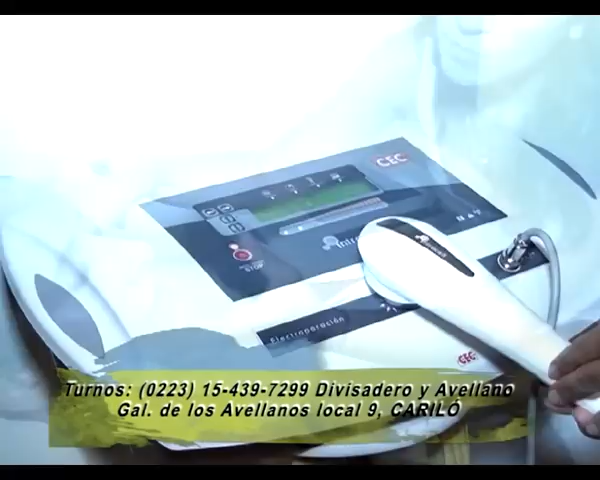 CEC
STOP
Electroporación
CEC
Turnos: (0223) 15-439-7299 Divisadero y Avellano
Gal. de los Avellanos local 9, CARILÓ